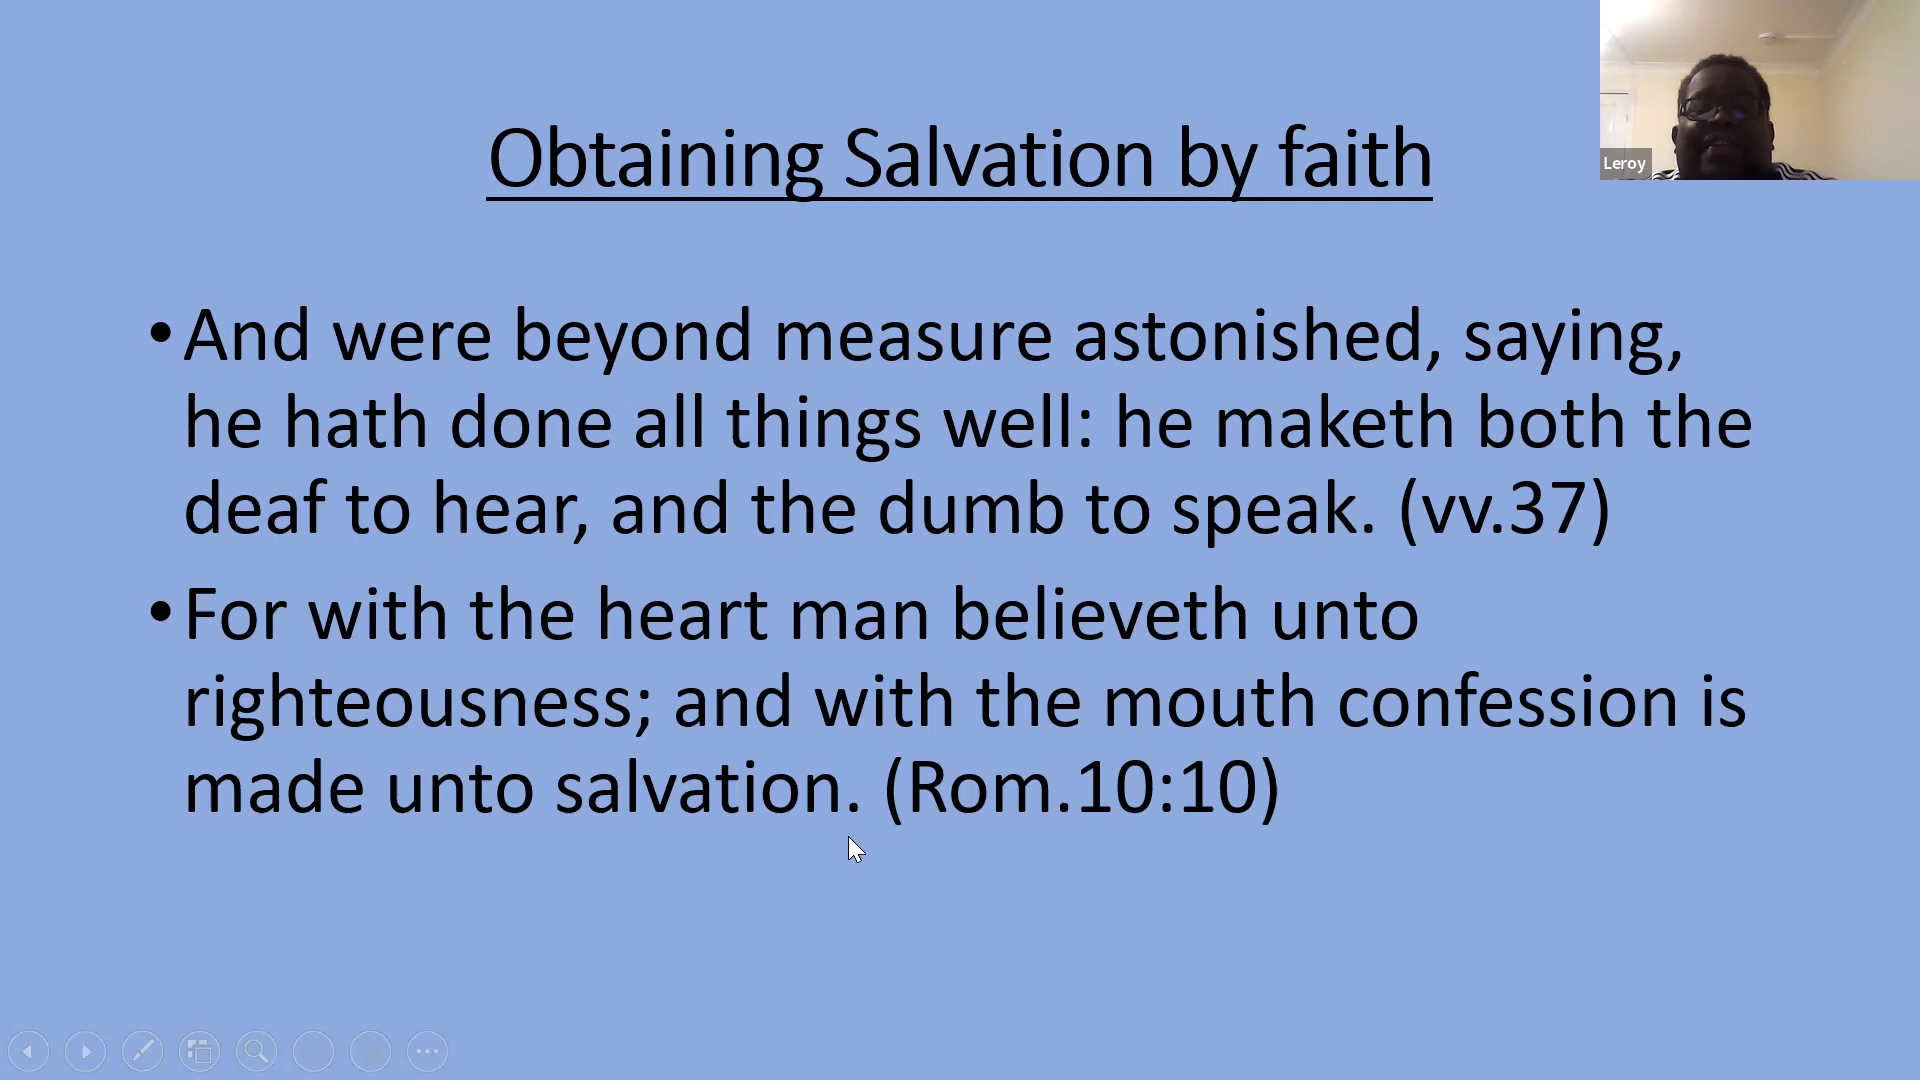 Obtaining Salvation by faith
Leroy
•And were beyond measure astonished, saying,
he hath done all things well: he maketh both the
deaf to hear, and the dumb to speak. (vv.37)
•For with the heart man believeth unto
righteousness; and with the mouth confession is
made unto salvation. (Rom.10:10)